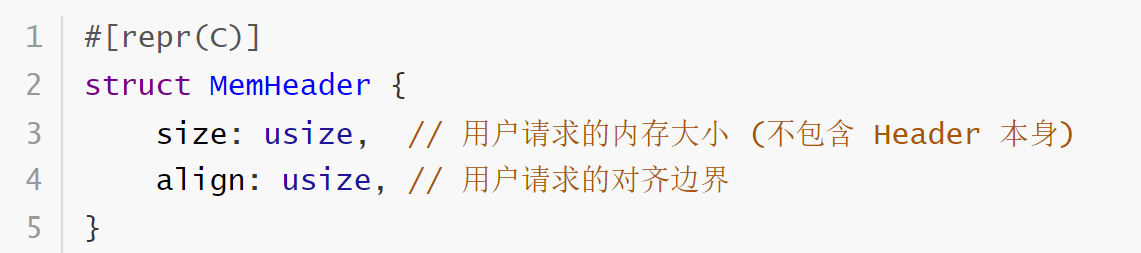 1 #[repr(C)]
2 struct MemHeader {
3     size: usize,  // 用户请求的内存大小 (不包含 Header 本身)
4     align: usize, // 用户请求的对齐边界
5 }